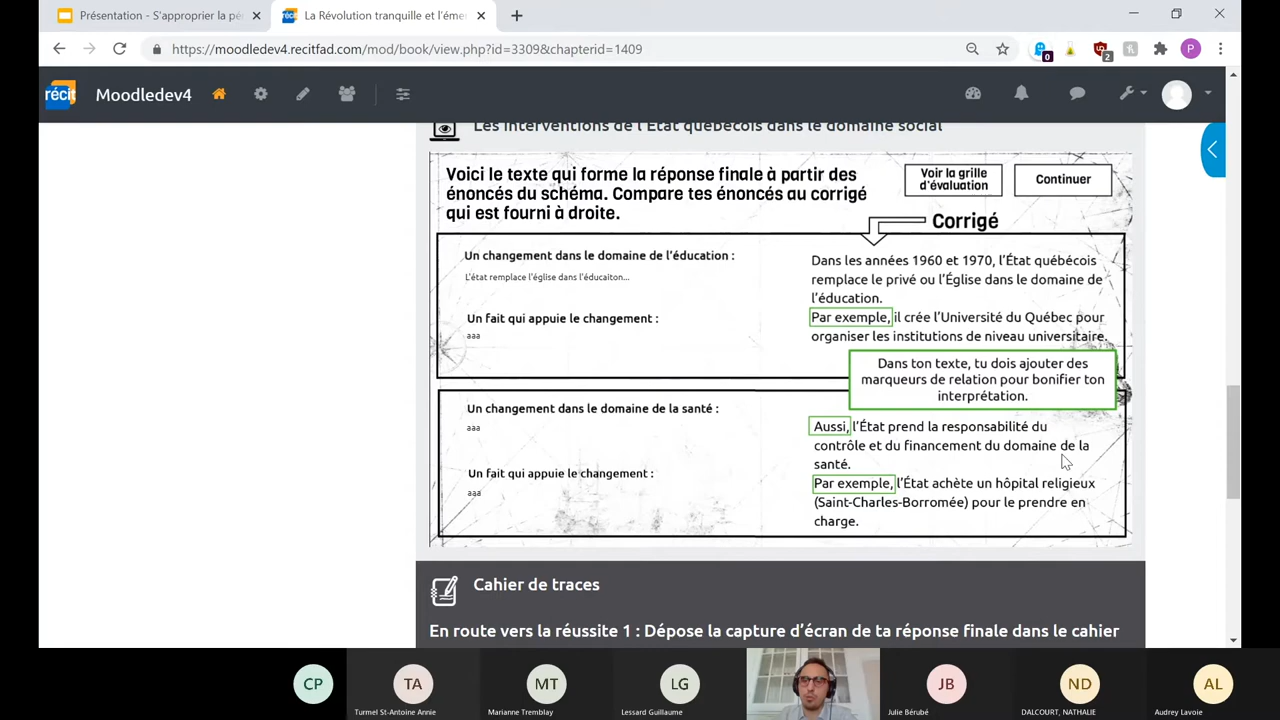 Présentation - S'approprier la pé
La Révolution tranquille et l'éme
https://moodledev4.recitfad.com/mod/book/view.php?id=3309&chapterid=1409
0
2
P
récit
Moodledev4
Les interventions de l'État québécois dans le domaine social
Voici le texte qui forme la réponse finale à partir des
énoncés du schéma. Compare tes énoncés au corrigé
qui est fourni à droite.
Voir la grille
d'évaluation
Continuer
Corrigé
Un changement dans le domaine de l'éducation :
L'état remplace l'église dans l'éducaiton...
Un fait qui appuie le changement :
aaa
Dans les années 1960 et 1970, l'État québécois
remplace le privé ou l'Église dans le domaine de
l'éducation.
Par exemple, il crée l'Université du Québec pour
organiser les institutions de niveau universitaire.
Dans ton texte, tu dois ajouter des
marqueurs de relation pour bonifier ton
interprétation.
Un changement dans le domaine de la santé :
aaa
Un fait qui appuie le changement :
aaa
Aussi, l'État prend la responsabilité du
contrôle et du financement du domaine de la
santé.
Par exemple, l'État achète un hôpital religieux
(Saint-Charles-Borromée) pour le prendre en
charge.
Cahier de traces
En route vers la réussite 1 : Dépose la capture d'écran de ta réponse finale dans le cahier
CP
TA
MT
LG
JB
ND
AL
Turmel St-Antoine Annie
Marianne Tremblay
Lessard Guillaume
Julie Bérubé
DALCOURT, NATHALIE
Audrey Lavoie